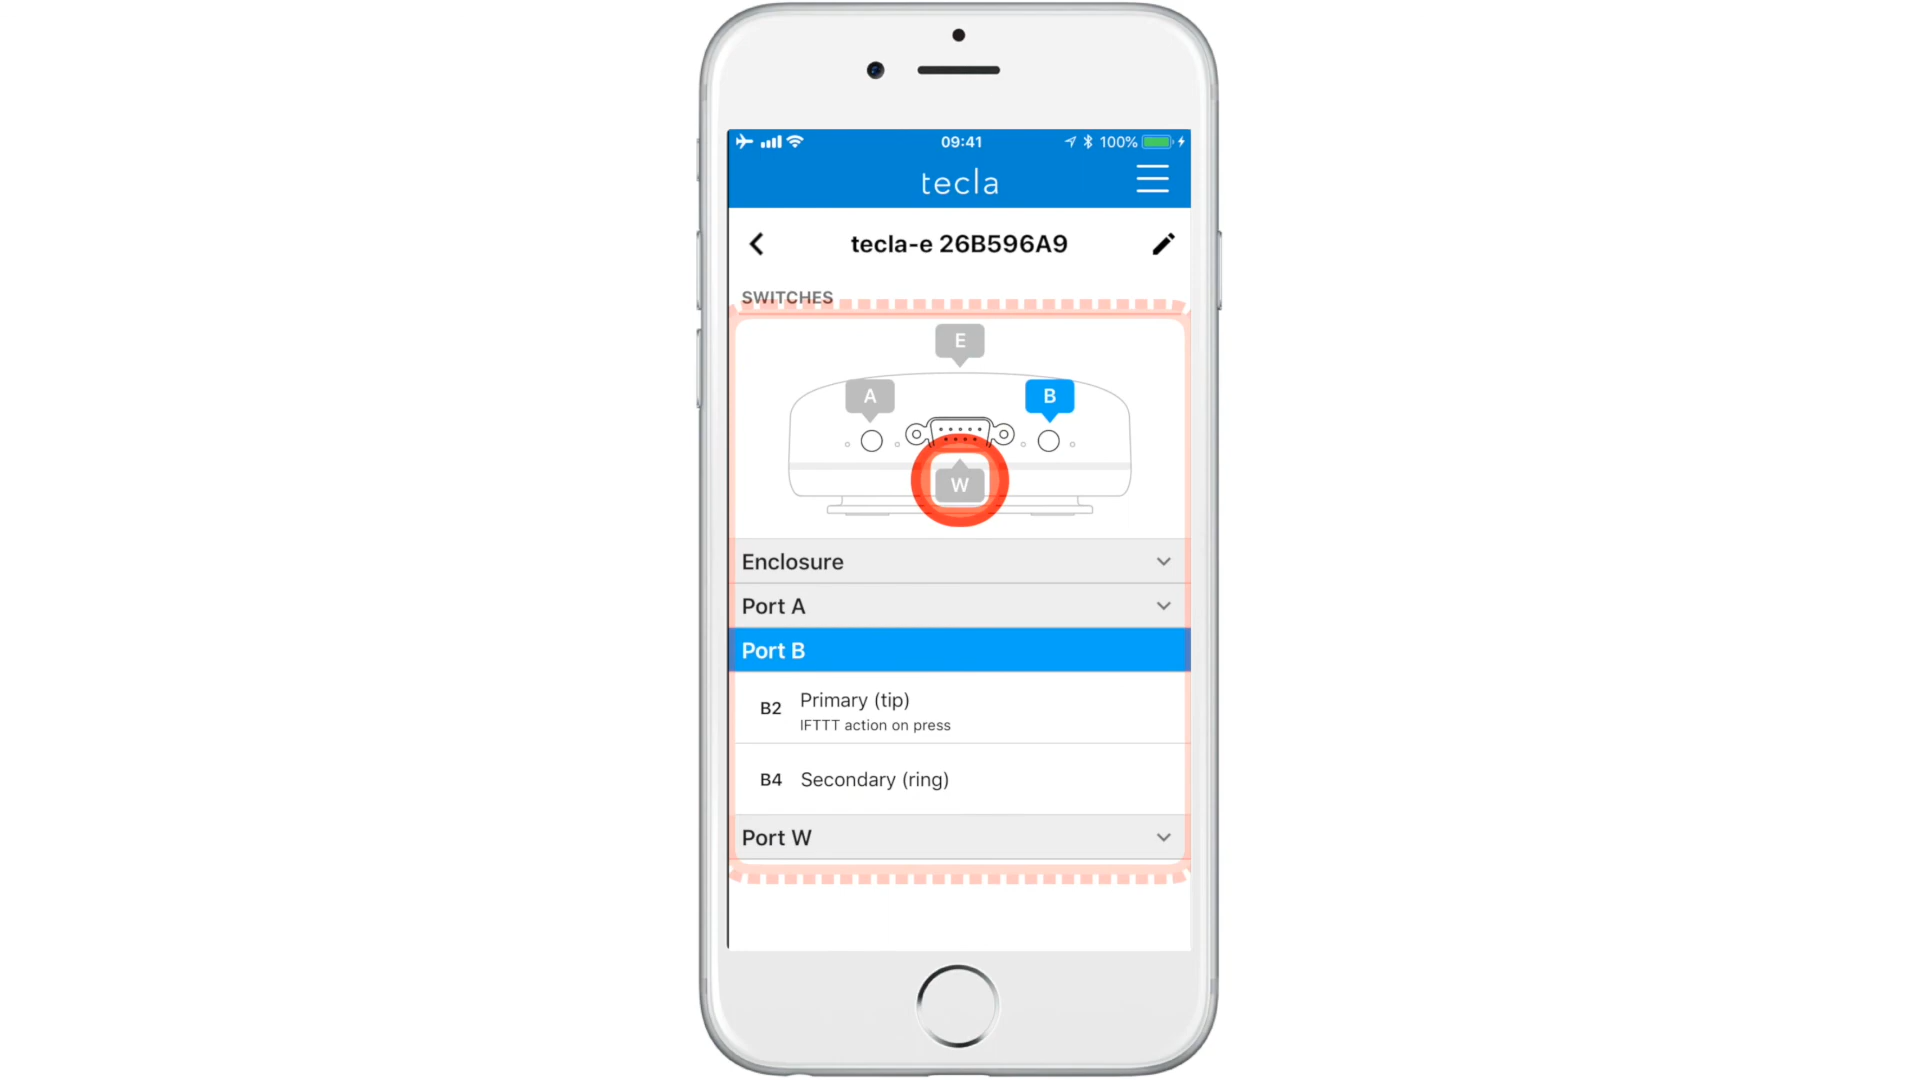 09:41
100%
tecla
tecla-e 26B596A9
SWITCHES
E
A
B
W
Enclosure
Port A
Port B
B2 Primary (tip)
IFTTT action on press
B4 Secondary (ring)
Port W